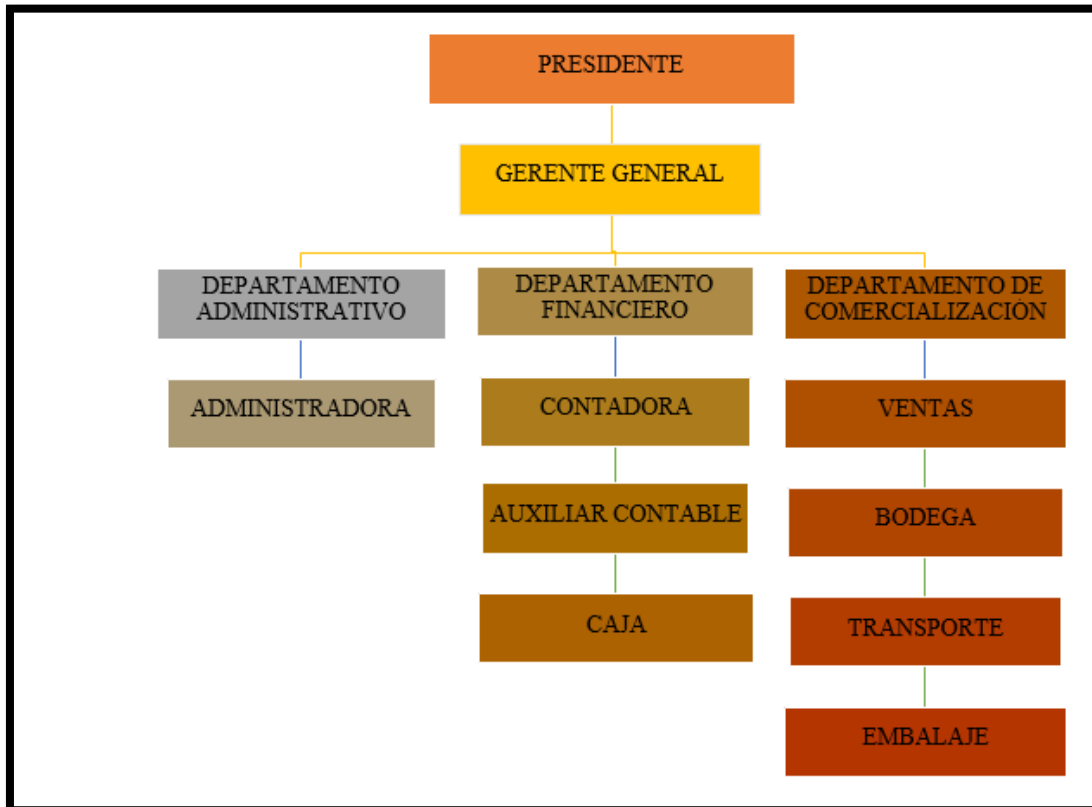 PRESIDENTE
GERENTE GENERAL
DEPARTAMENTO
ADMINISTRATIVO
DEPARTAMENTO
FINANCIERO
DEPARTAMENTO DE
COMERCIALIZACIÓN
ADMINISTRADORA
CONTADORA
VENTAS
AUXILIAR CONTABLE
BODEGA
CAJA
TRANSPORTE
EMBALAJE